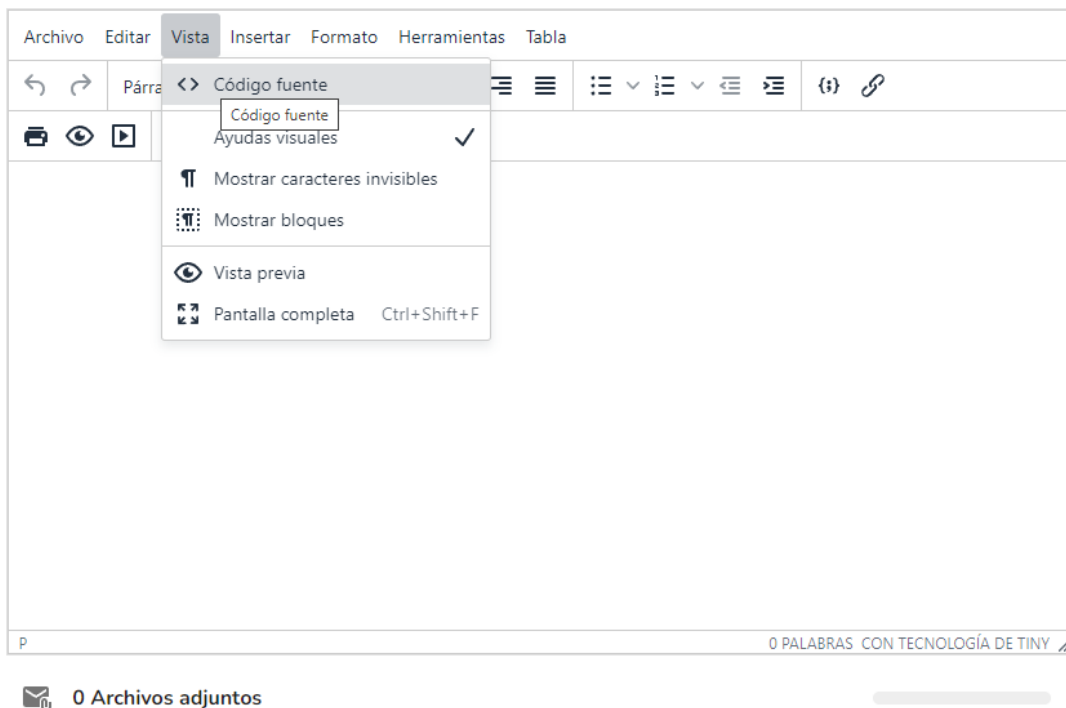 Archivo Editar Vista Insertar Formato Herramientas Tabla
Párra
Código fuente
Código fuente
Ayudas visuales
Mostrar caracteres invisibles
Mostrar bloques
Vista previa
Pantalla completa Ctrl+Shift+F
P 0 PALABRAS CON TECNOLOGÍA DE TINY
0 Archivos adjuntos